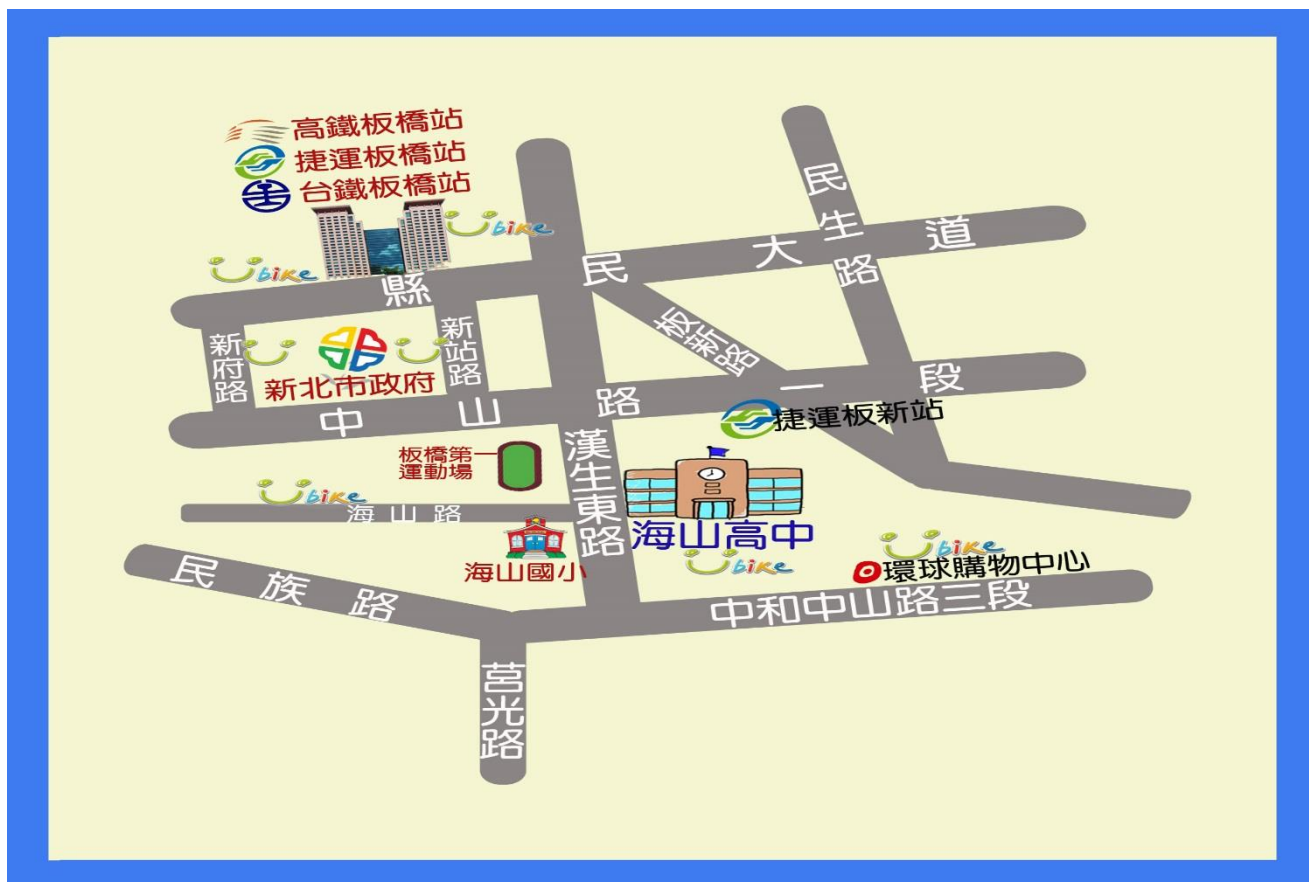 高鐵板橋站
捷運板橋站
台鐵板橋站
Ubike
Ubike
縣民大道
民生路
新府路
新站路
板新路
新北市政府
中山路一段
捷運板新站
板橋第一
運動場
漢生東路
Ubike
海山路
海山高中
海山國小
Ubike
Ubike
環球購物中心
民族路
中和中山路三段
莒光路